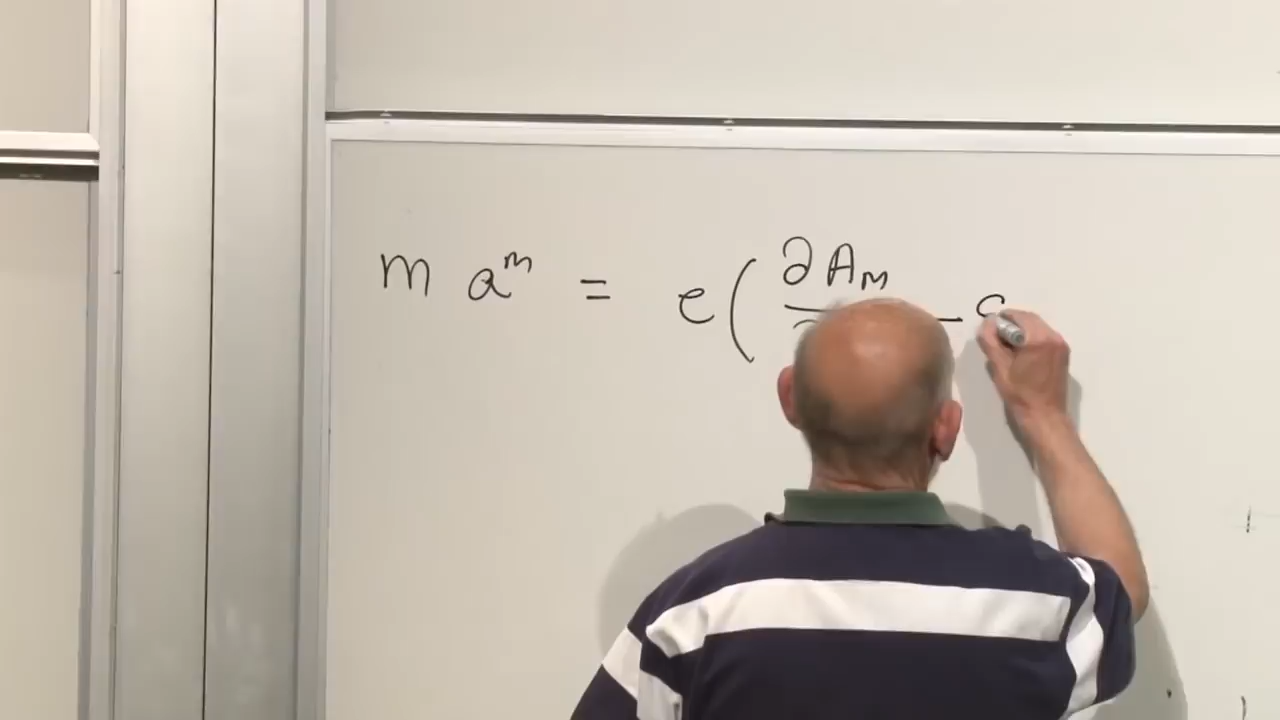 m a^m = e ( ∂A_m —